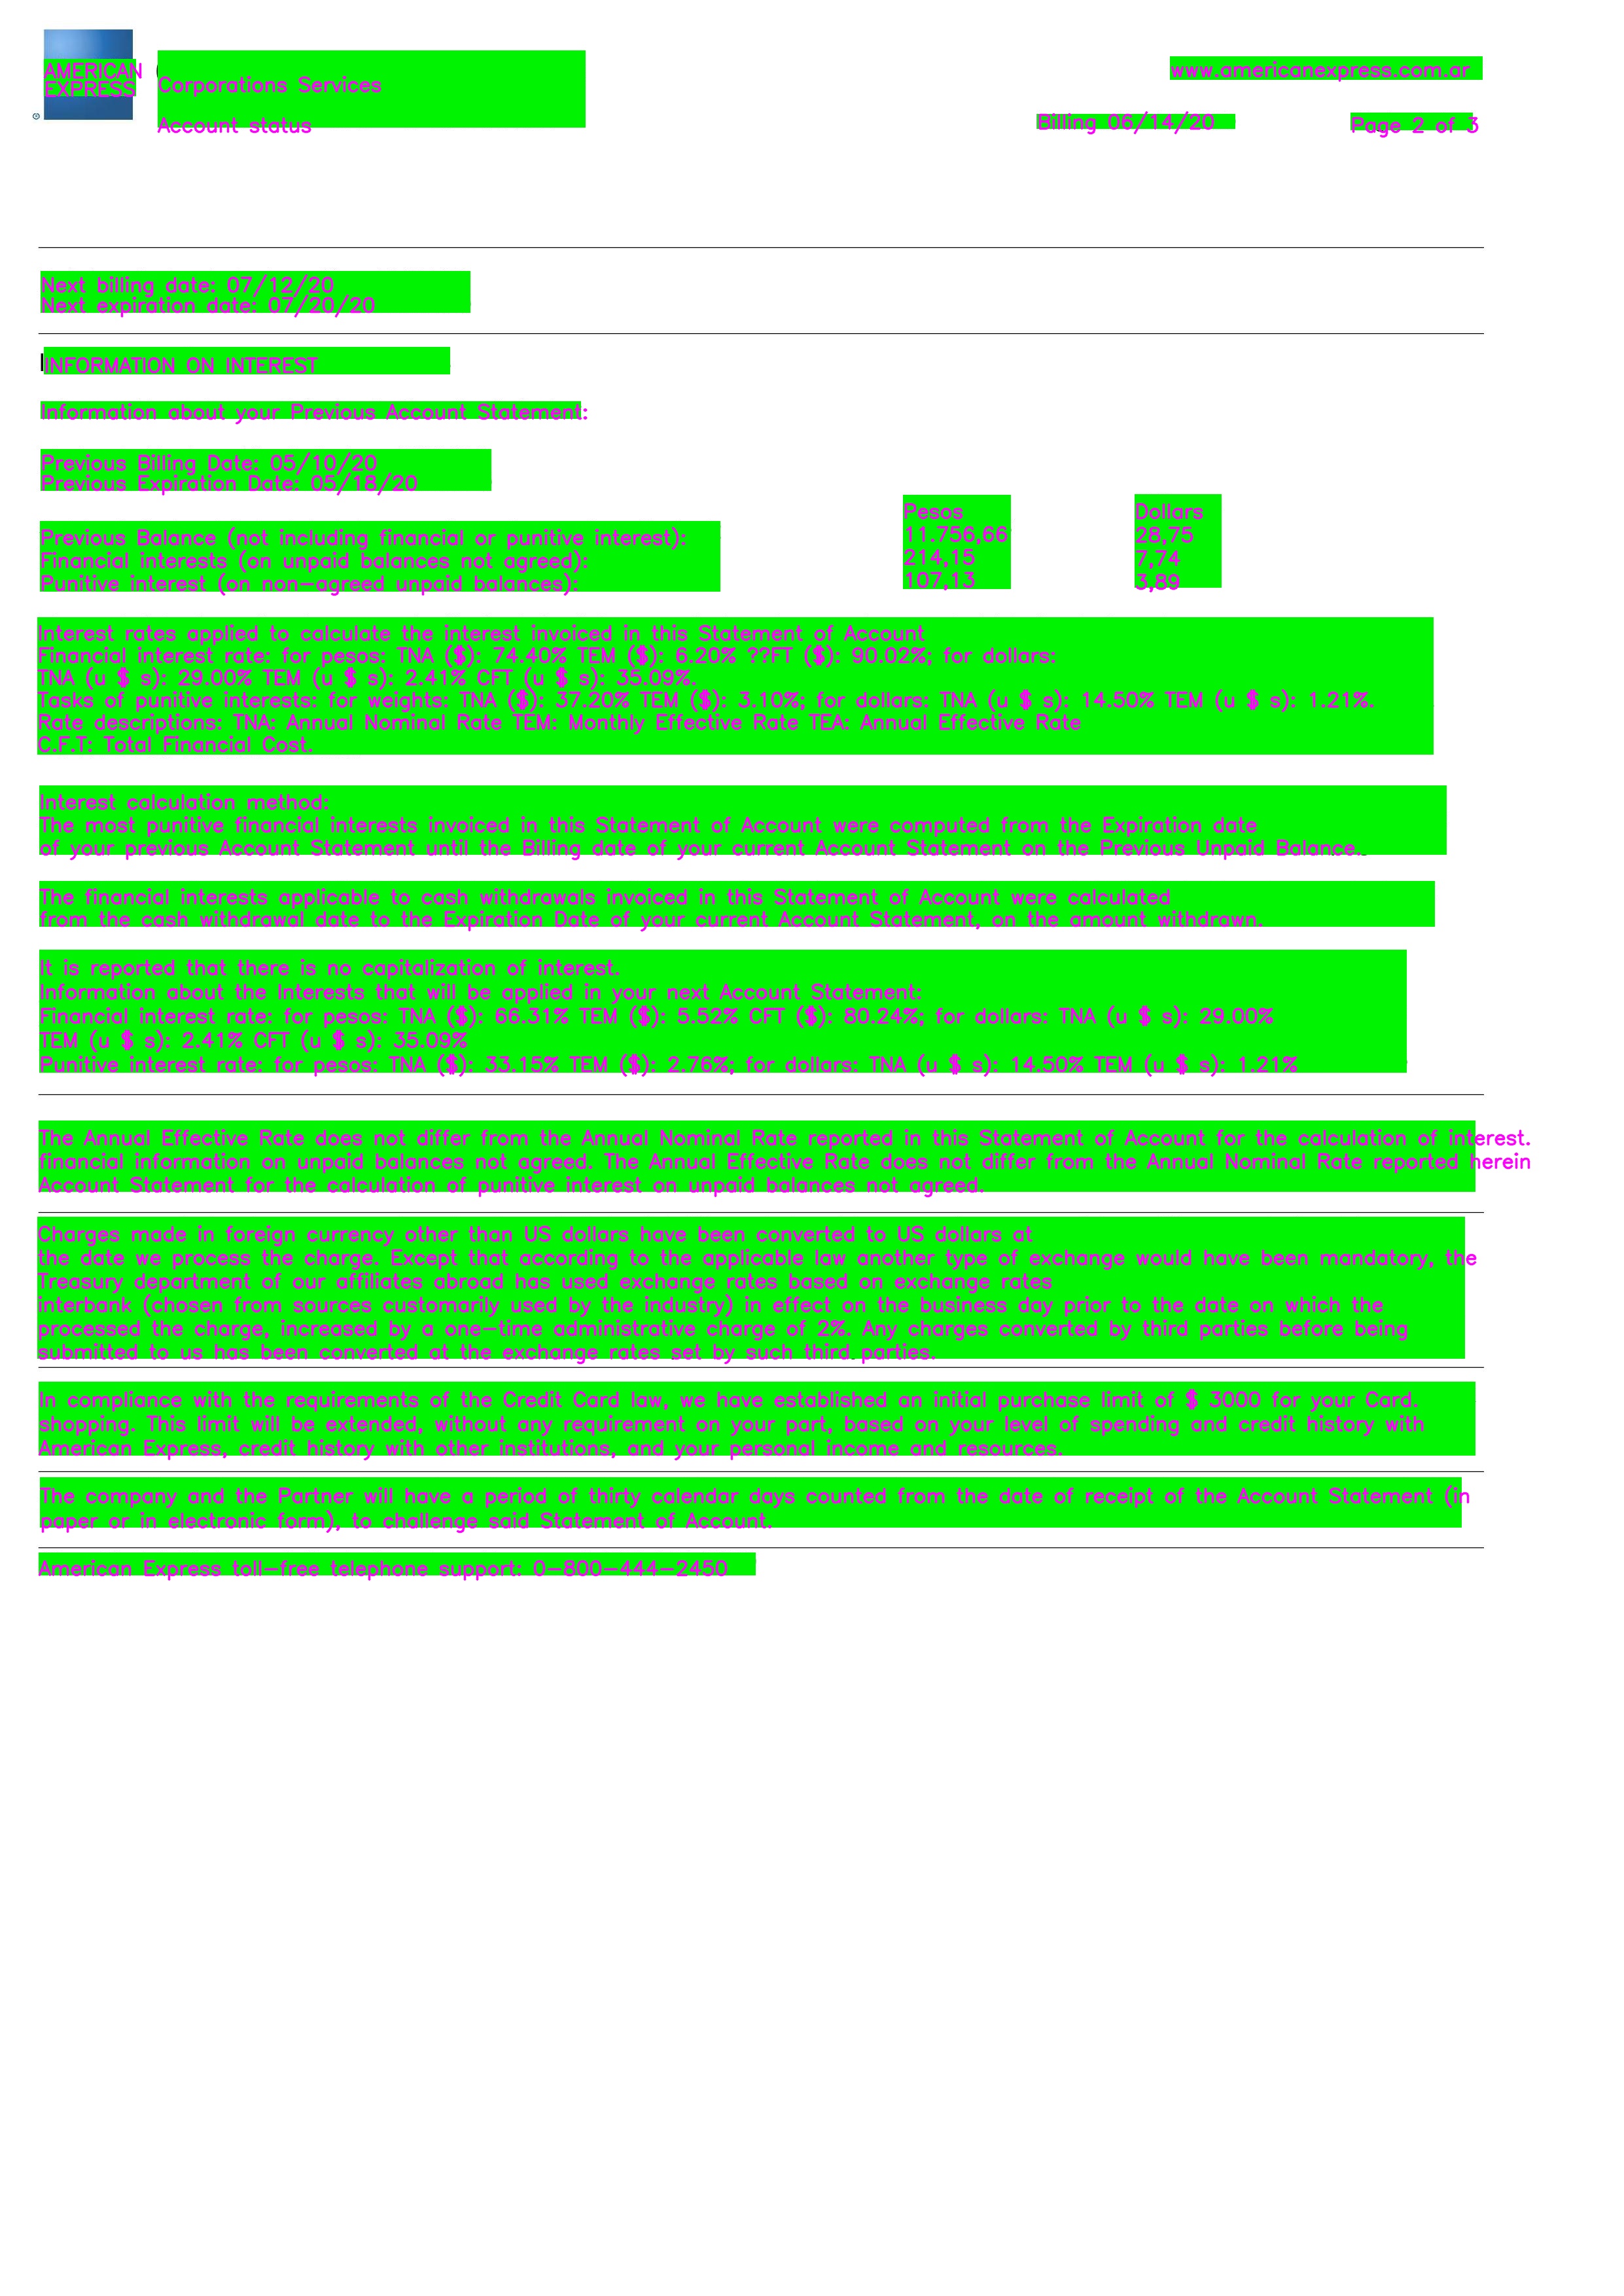 AMERICAN
EXPRESS
Corporations Services
Account status
www.americanexpress.com.ar
Billing 06/14/20
Page 2 of 3
Next billing date: 07/12/20
Next expiration date: 07/20/20
INFORMATION ON INTEREST
Information about your Previous Account Statement:
Previous Billing Date: 05/10/20
Previous Expiration Date: 05/18/20
Pesos Dollars
Previous Balance (not including financial or punitive interest): 11.756,66 28,75
Financial interests (on unpaid balances not agreed): 214,15 7,74
Punitive interest (on non-agreed unpaid balances): 107,13 3,89
Interest rates applied to calculate the interest invoiced in this Statement of Account
Financial interest rate: for pesos: TNA ($): 74.40% TEM ($): 6.20% ??FT ($): 90.02%; for dollars:
TNA (u $ s): 29.00% TEM (u $ s): 2.41% CFT (u $ s): 35.09%.
Tasks of punitive interests: for weights: TNA ($): 37.20% TEM ($): 3.10%; for dollars: TNA (u $ s): 14.50% TEM (u $ s): 1.21%.
Rate descriptions: TNA: Annual Nominal Rate TEM: Monthly Effective Rate TEA: Annual Effective Rate
C.F.T: Total Financial Cost.
Interest calculation method:
The most punitive financial interests invoiced in this Statement of Account were computed from the Expiration date
of your previous Account Statement until the Billing date of your current Account Statement on the Previous Unpaid Balance.
The financial interests applicable to cash withdrawals invoiced in this Statement of Account were calculated
from the cash withdrawal date to the Expiration Date of your current Account Statement, on the amount withdrawn.
It is reported that there is no capitalization of interest.
Information about the Interests that will be applied in your next Account Statement:
Financial interest rate: for pesos: TNA ($): 66.31% TEM ($): 5.52% CFT ($): 80.24%; for dollars: TNA (u $ s): 29.00%
TEM (u $ s): 2.41% CFT (u $ s): 35.09%
Punitive interest rate: for pesos: TNA ($): 33.15% TEM ($): 2.76%; for dollars: TNA (u $ s): 14.50% TEM (u $ s): 1.21%
The Annual Effective Rate does not differ from the Annual Nominal Rate reported in this Statement of Account for the calculation of interest.
financial information on unpaid balances not agreed. The Annual Effective Rate does not differ from the Annual Nominal Rate reported herein
Account Statement for the calculation of punitive interest on unpaid balances not agreed.
Charges made in foreign currency other than US dollars have been converted to US dollars at
the date we process the charge. Except that according to the applicable law another type of exchange would have been mandatory, the
Treasury department of our affiliates abroad has used exchange rates based on exchange rates
interbank (chosen from sources customarily used by the industry) in effect on the business day prior to the date on which the
processed the charge, increased by a one-time administrative charge of 2%. Any charges converted by third parties before being
submitted to us has been converted at the exchange rates set by such third parties.
In compliance with the requirements of the Credit Card law, we have established an initial purchase limit of $ 3000 for your Card.
shopping. This limit will be extended, without any requirement on your part, based on your level of spending and credit history with
American Express, credit history with other institutions, and your personal income and resources.
The company and the Partner will have a period of thirty calendar days counted from the date of receipt of the Account Statement (in
paper or in electronic form), to challenge said Statement of Account.
American Express toll-free telephone support: 0-800-444-2450